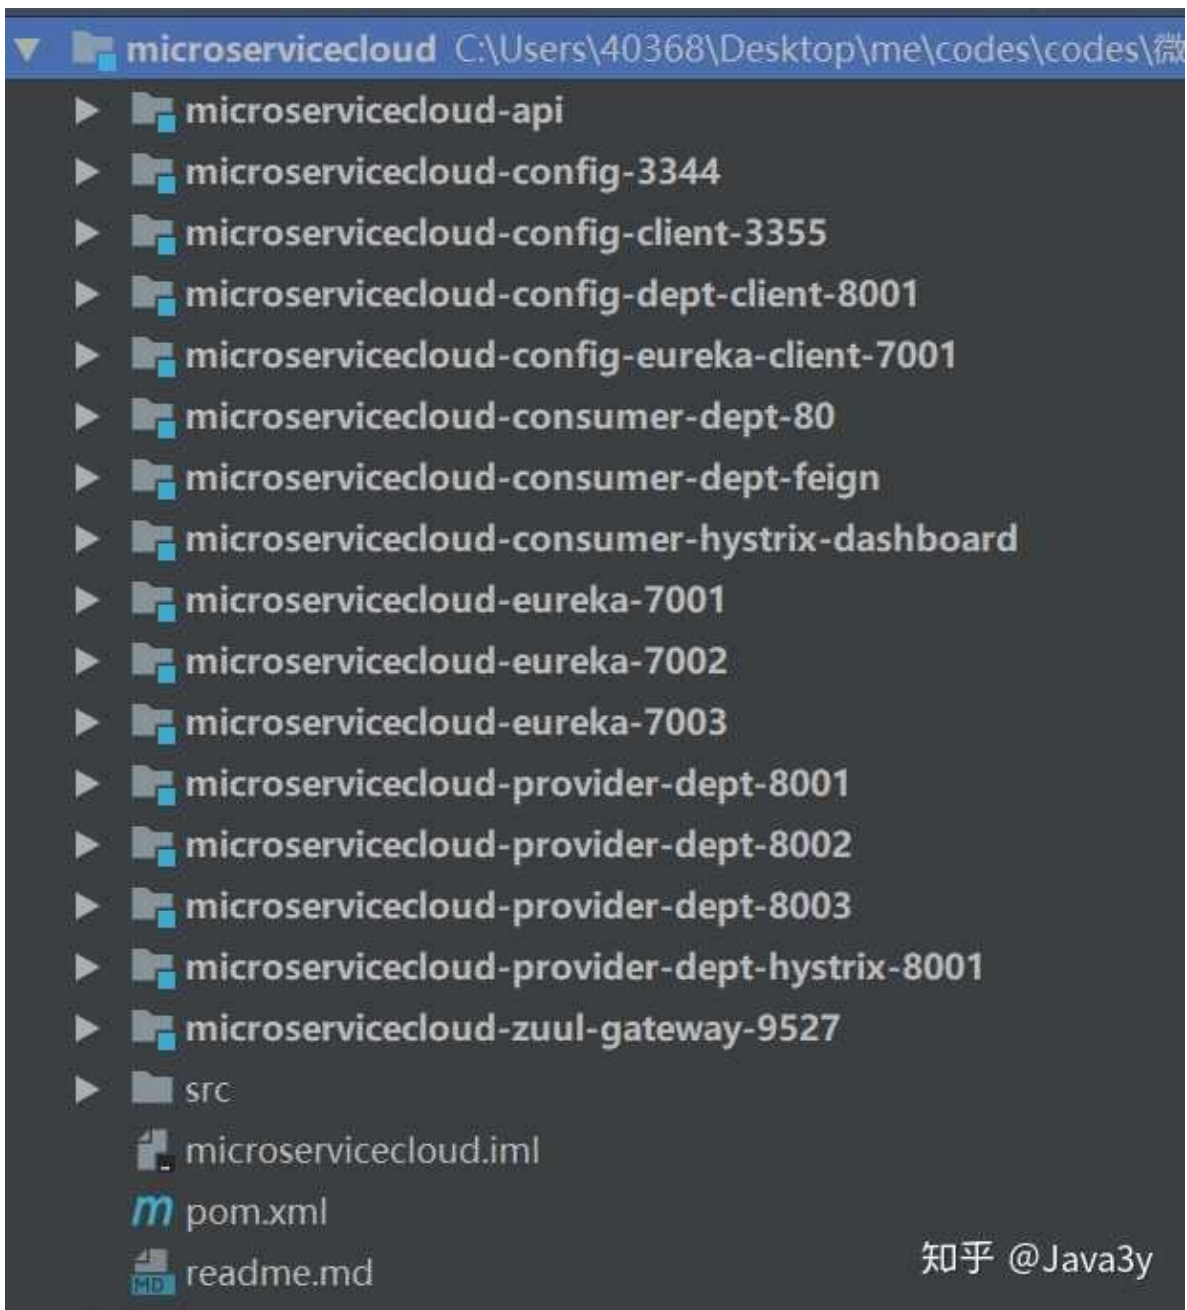 microservicecloud C:\Users\40368\Desktop\me\codes\codes\微
microservicecloud-api
microservicecloud-config-3344
microservicecloud-config-client-3355
microservicecloud-config-dept-client-8001
microservicecloud-config-eureka-client-7001
microservicecloud-consumer-dept-80
microservicecloud-consumer-dept-feign
microservicecloud-consumer-hystrix-dashboard
microservicecloud-eureka-7001
microservicecloud-eureka-7002
microservicecloud-eureka-7003
microservicecloud-provider-dept-8001
microservicecloud-provider-dept-8002
microservicecloud-provider-dept-8003
microservicecloud-provider-dept-hystrix-8001
microservicecloud-zuul-gateway-9527
src
microservicecloud.iml
m pom.xml
MD readme.md
知乎 @Java3y